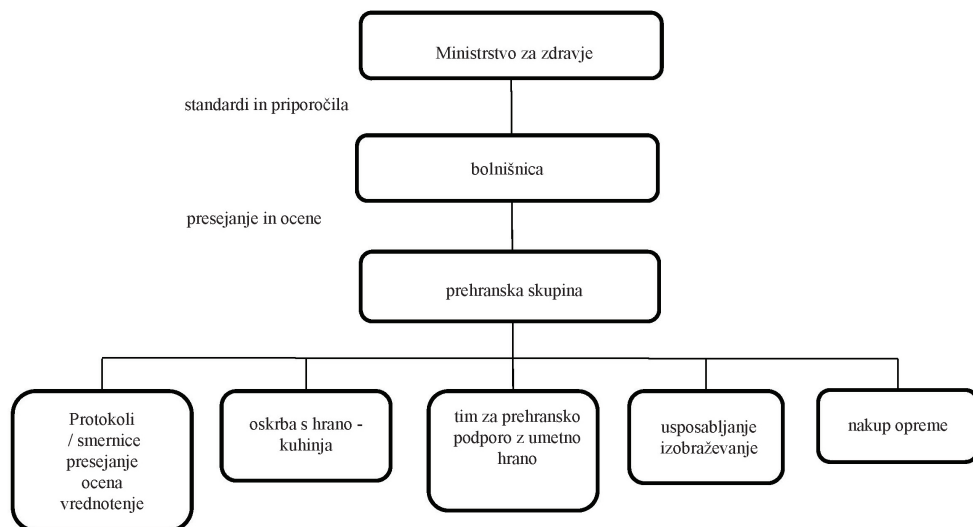 Ministrstvo za zdravje
standardi in priporočila
bolnišnica
presejanje in ocene
prehranska skupina
Protokoli
/ smernice
presejanje
ocena
vrednotenje
oskrba s hrano -
kuhinja
tim za prehransko
podporo z umetno
hrano
usposabljanje
izobraževanje
nakup opreme